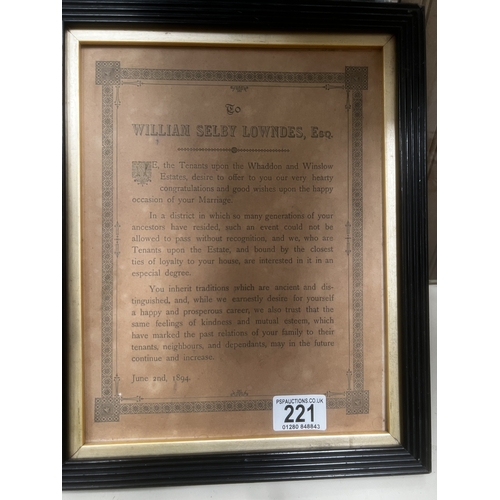 To
WILLIAM SELBY LOWNDES, Esq.
WE, the Tenants upon the Whaddon and Winslow
Estates, desire to offer to you our very hearty
congratulations and good wishes upon the happy
occasion of your Marriage.
In a district in which so many generations of your
ancestors have resided, such an event could not be
allowed to pass without recognition, and we, who are
Tenants upon the Estate, and bound by the closest
ties of loyalty to your house, are interested in it in an
especial degree.
You inherit traditions which are ancient and dis-
tinguished, and, while we earnestly desire for yourself
a happy and prosperous career, we also trust that the
same feelings of kindness and mutual esteem, which
have marked the past relations of your family to their
tenants, neighbours, and dependants, may in the future
continue and increase.
June 2nd, 1894.
PSPAUCTIONS.CO.UK
221
01280 848843